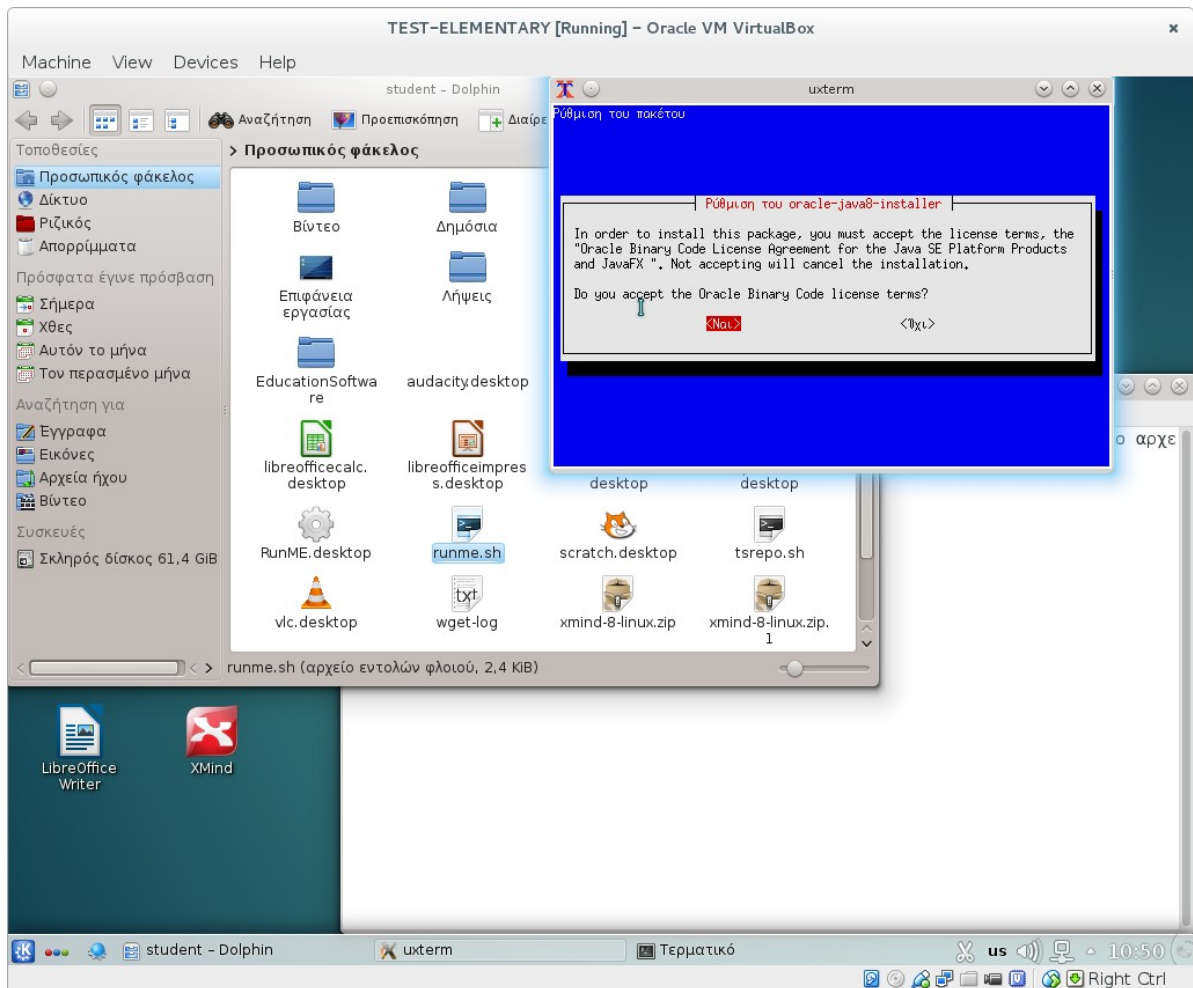 TEST-ELEMENTARY [Running] - Oracle VM VirtualBox
Machine View Devices Help
student - Dolphin
Αναζήτηση Προεπισκόπηση Διαίρε
Τοποθεσίες
Προσωπικός φάκελος
Δίκτυο
Ριζικός
Απορρίμματα
Πρόσφατα έγινε πρόσβαση
Σήμερα
Χθες
Αυτόν το μήνα
Τον περασμένο μήνα
Αναζήτηση για
Έγγραφα
Εικόνες
Αρχεία ήχου
Βίντεο
Συσκευές
Σκληρός δίσκος 61,4 GiB
> Προσωπικός φάκελος
Βίντεο
Δημόσια
Επιφάνεια
εργασίας
Λήψεις
EducationSoftwa
re
audacity.desktop
libreofficecalc.
desktop
libreofficeimpres
s.desktop
desktop
desktop
RunME.desktop
runme.sh
scratch.desktop
tsrepo.sh
vlc.desktop
wget-log
xmind-8-linux.zip
xmind-8-linux.zip.
1
runme.sh (αρχείο εντολών φλοιού, 2,4 KiB)
uxterm
Ρύθμιση του πακέτου
Ρύθμιση του oracle-java8-installer
In order to install this package, you must accept the license terms, the
"Oracle Binary Code License Agreement for the Java SE Platform Products
and JavaFX ". Not accepting will cancel the installation.
Do you accept the Oracle Binary Code license terms?
<Ναι> <Όχι>
ο αρχε
LibreOffice
Writer
XMind
student - Dolphin
uxterm
Τερματικό
us
10:50
Right Ctrl